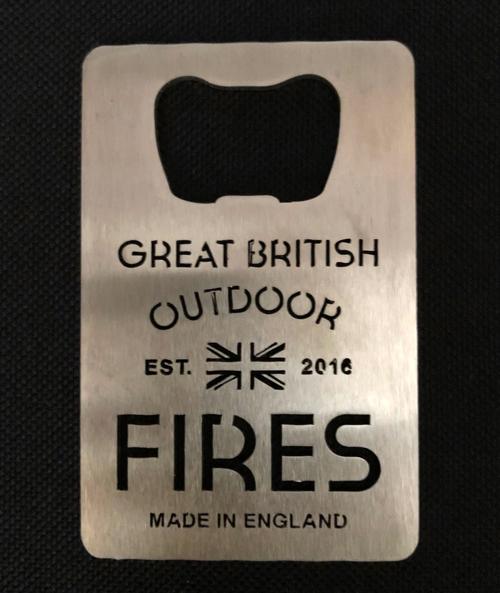 GREAT BRITISH
OUTDOOR
EST. 2016
FIRES
MADE IN ENGLAND